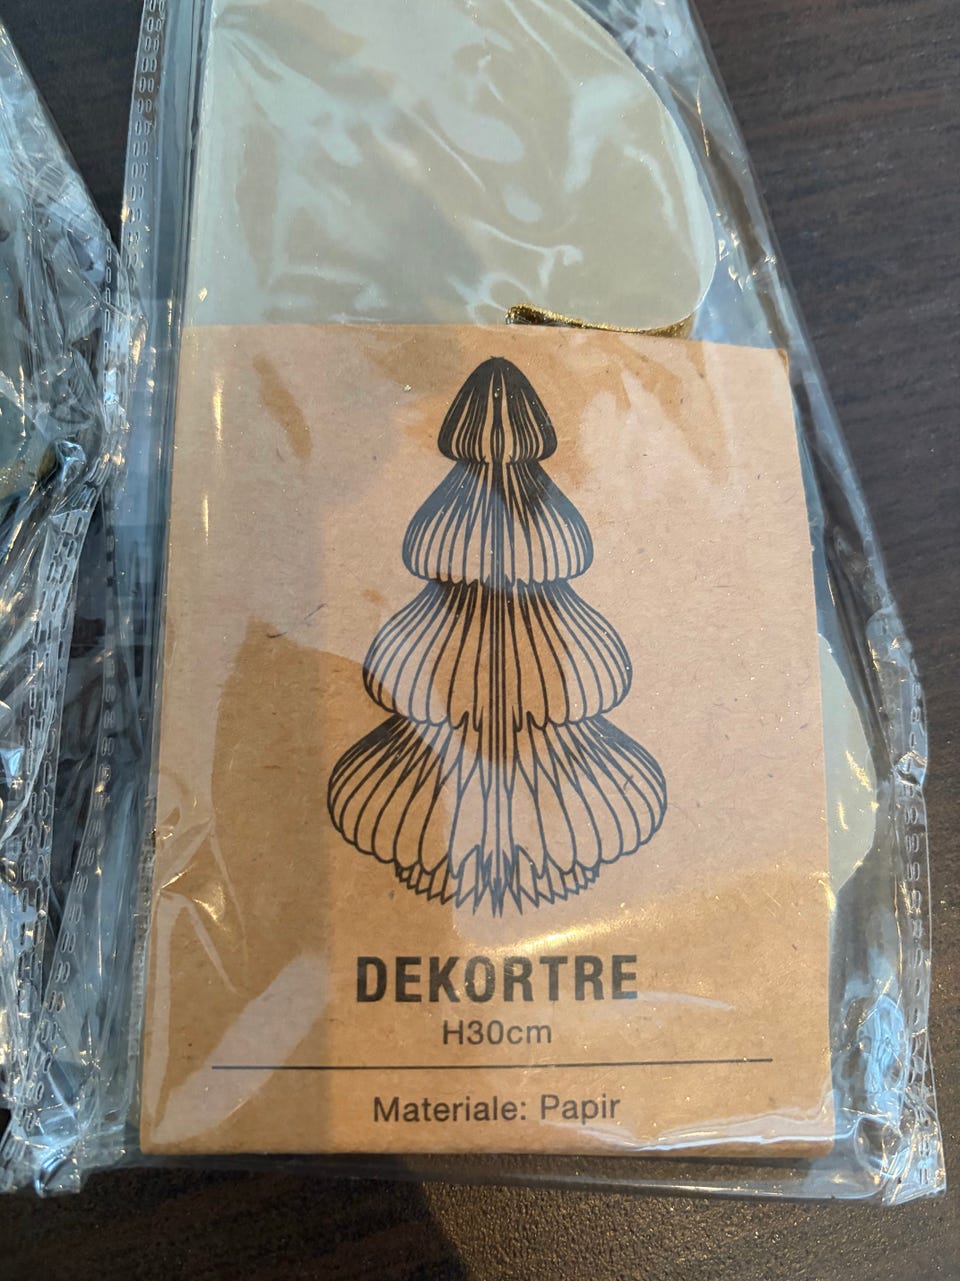 DEKORTRE
H30cm
Materiale: Papir